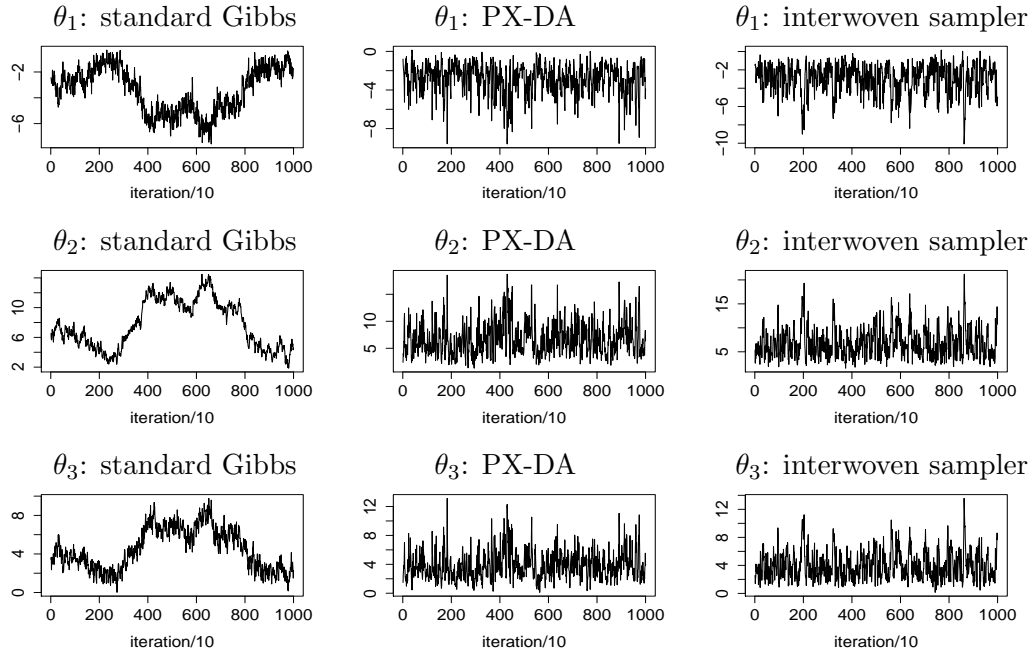 θ1: standard Gibbs
θ1: PX-DA
θ1: interwoven sampler
-2
-6
0 200 400 600 800 1000
iteration/10
0
-4
-8
0 200 400 600 800 1000
iteration/10
-2
-6
-10
0 200 400 600 800 1000
iteration/10
θ2: standard Gibbs
θ2: PX-DA
θ2: interwoven sampler
10
6
2
0 200 400 600 800 1000
iteration/10
10
5
0 200 400 600 800 1000
iteration/10
15
5
0 200 400 600 800 1000
iteration/10
θ3: standard Gibbs
θ3: PX-DA
θ3: interwoven sampler
8
4
0
0 200 400 600 800 1000
iteration/10
12
8
4
0
0 200 400 600 800 1000
iteration/10
12
8
4
0
0 200 400 600 800 1000
iteration/10